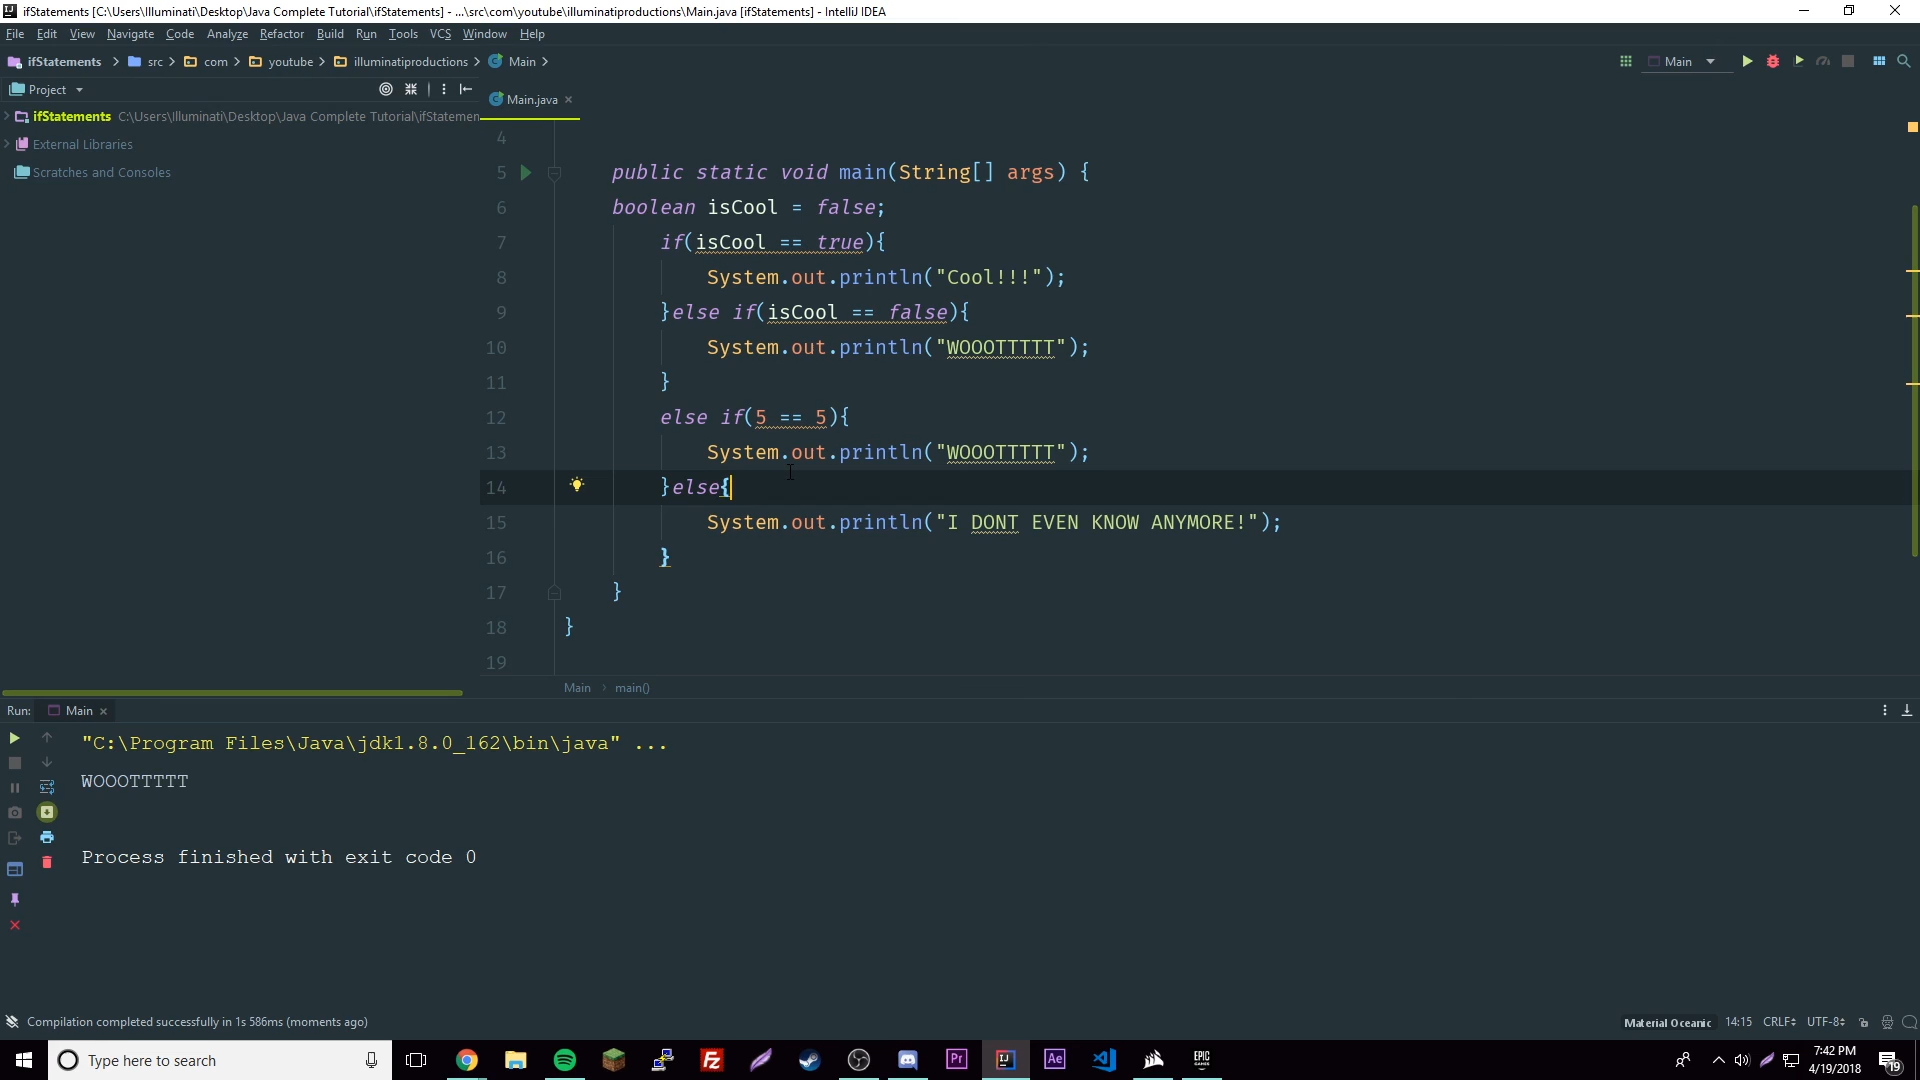 ifStatements [C:\Users\Illuminati\Desktop\Java Complete Tutorial\ifStatements] - ...\src\com\youtube\illuminatiproductions\Main.java [ifStatements] - IntelliJ IDEA
File Edit View Navigate Code Analyze Refactor Build Run Tools VCS Window Help
ifStatements src com youtube illuminatiproductions Main
Main
Project
Main.java
ifStatements C:\Users\Illuminati\Desktop\Java Complete Tutorial\ifStatemen
External Libraries
Scratches and Consoles
4
5 public static void main(String[] args) {
6 boolean isCool = false;
7 if(isCool == true){
8 System.out.println("Cool!!!");
9 }else if(isCool == false){
10 System.out.println("WOOOTTTTT");
11 }
12 else if(5 == 5){
13 System.out.println("WOOOTTTTT");
14 }else{
15 System.out.println("I DONT EVEN KNOW ANYMORE!");
16 }
17 }
18 }
19
Main main()
Run: Main
"C:\Program Files\Java\jdk1.8.0_162\bin\java" ...
WOOOTTTTT
Process finished with exit code 0
Compilation completed successfully in 1s 586ms (moments ago)
Material Oceanic 14:15 CRLF UTF-8
Type here to search
Pr
IJ
Ae
EPIC
GAMES
7:42 PM
4/19/2018
19